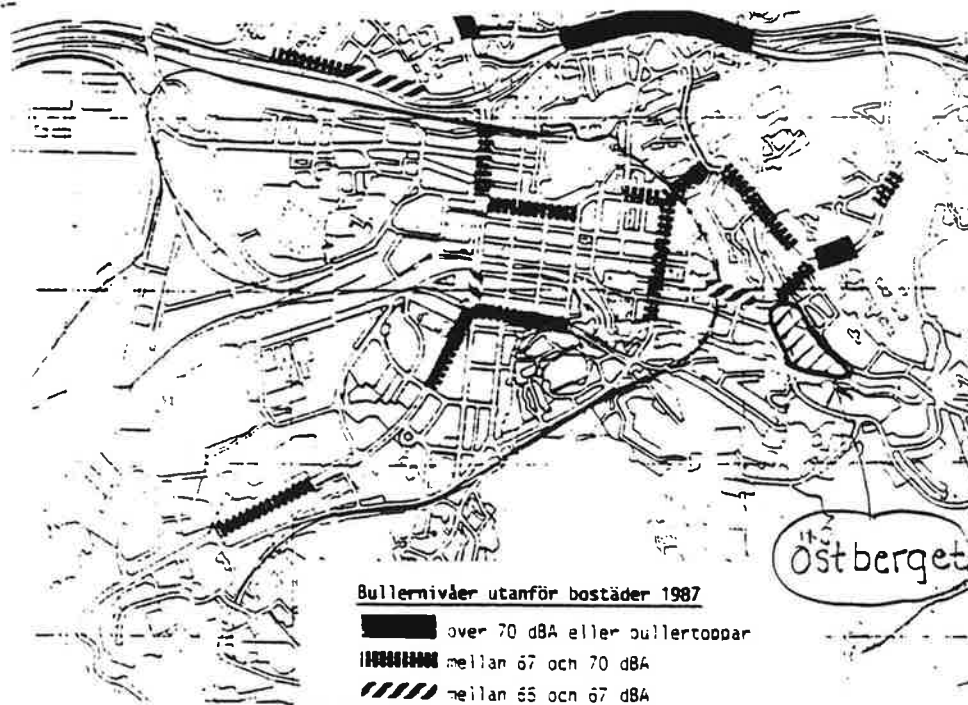 östberget
Bullernivåer utanför bostäder 1987
över 70 dBA eller bullertoppar
mellan 67 och 70 dBA
mellan 65 och 67 dBA